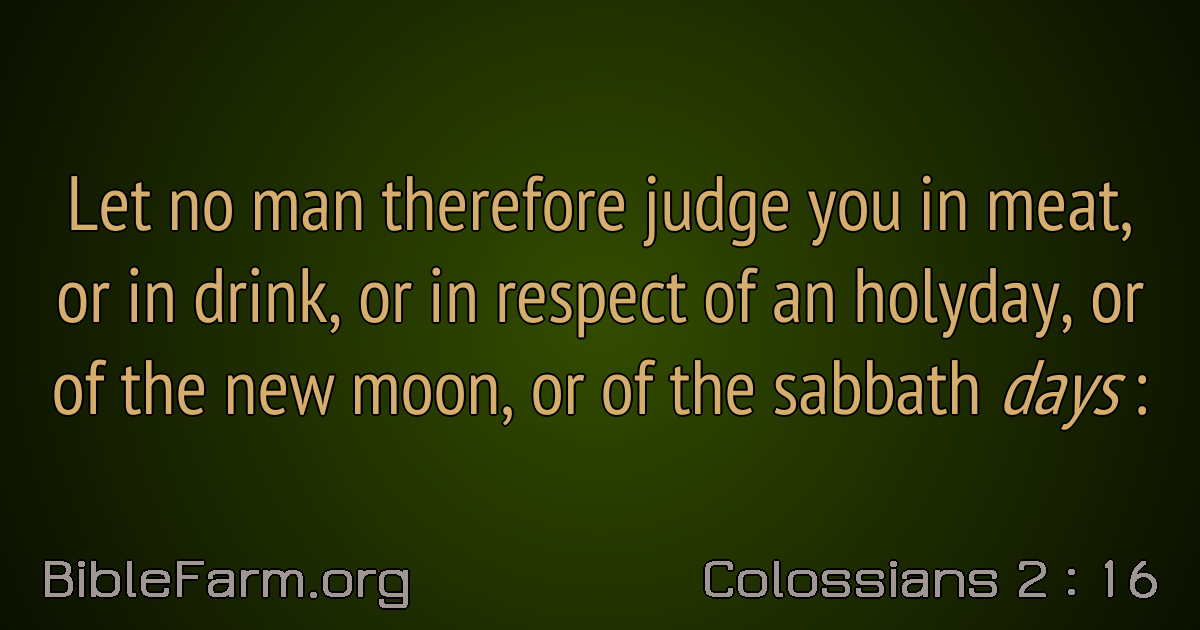 Let no man therefore judge you in meat,
or in drink, or in respect of an holyday, or
of the new moon, or of the sabbath days :
BibleFarm.org
Colossians 2 : 16